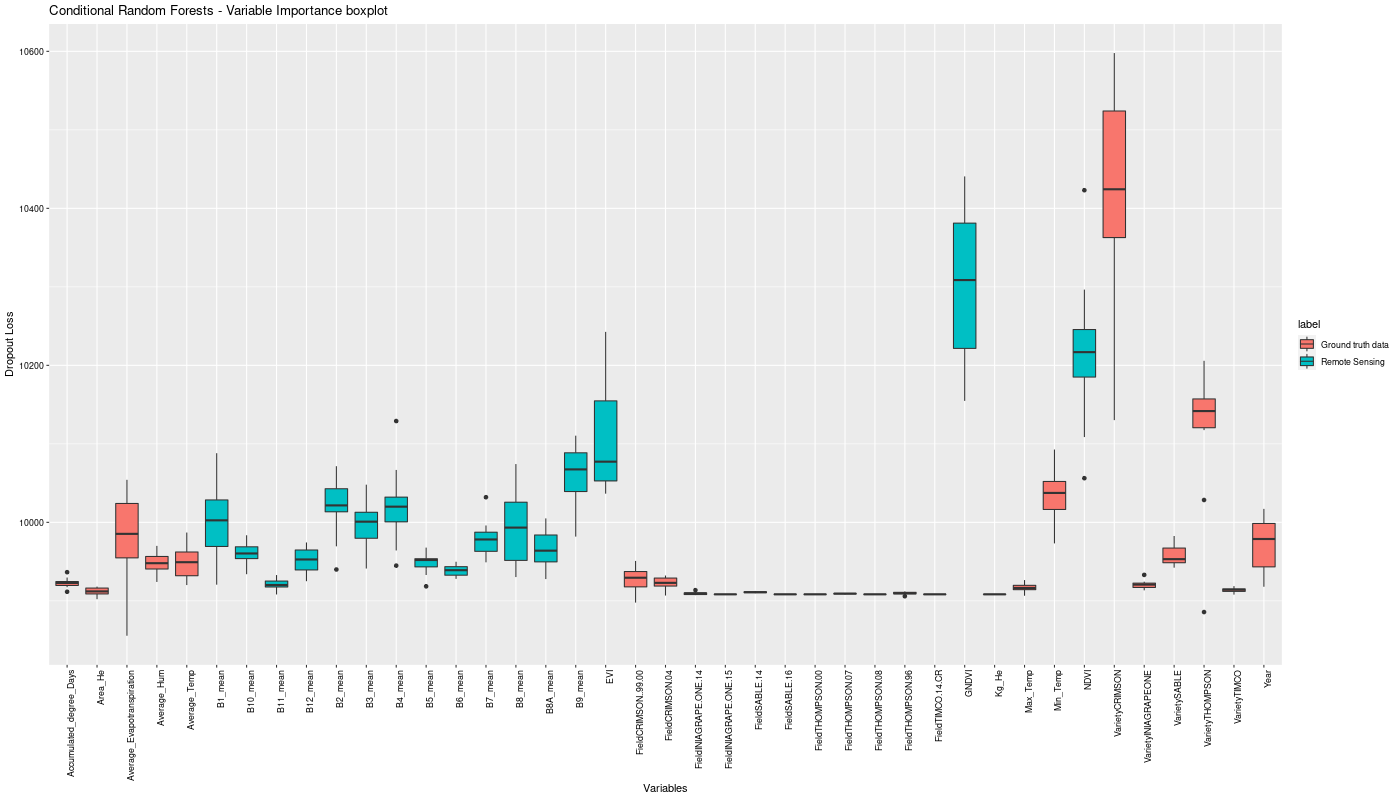 Conditional Random Forests - Variable Importance boxplot
10600
10400
10200
10000
Dropout Loss
label
Ground truth data
Remote Sensing
Accumulated_degree_Days
Area_He
Average_Evapotranspiration
Average_Hum
Average_Temp
B1_mean
B10_mean
B11_mean
B12_mean
B2_mean
B3_mean
B4_mean
B5_mean
B6_mean
B7_mean
B8_mean
B8A_mean
B9_mean
EVI
FieldCRIMSON..99.00
FieldCRIMSON.04
FieldINIAGRAPE.ONE.14
FieldINIAGRAPE.ONE.15
FieldSABLE.14
FieldSABLE.16
FieldTHOMPSON.00
FieldTHOMPSON.07
FieldTHOMPSON.08
FieldTHOMPSON.96
FieldTIMCO.14.CR
GNDVI
Kg_He
Max_Temp
Min_Temp
NDVI
VarietyCRIMSON
VarietyINIAGRAPEONE
VarietySABLE
VarietyTHOMPSON
VarietyTIMCO
Year
Variables